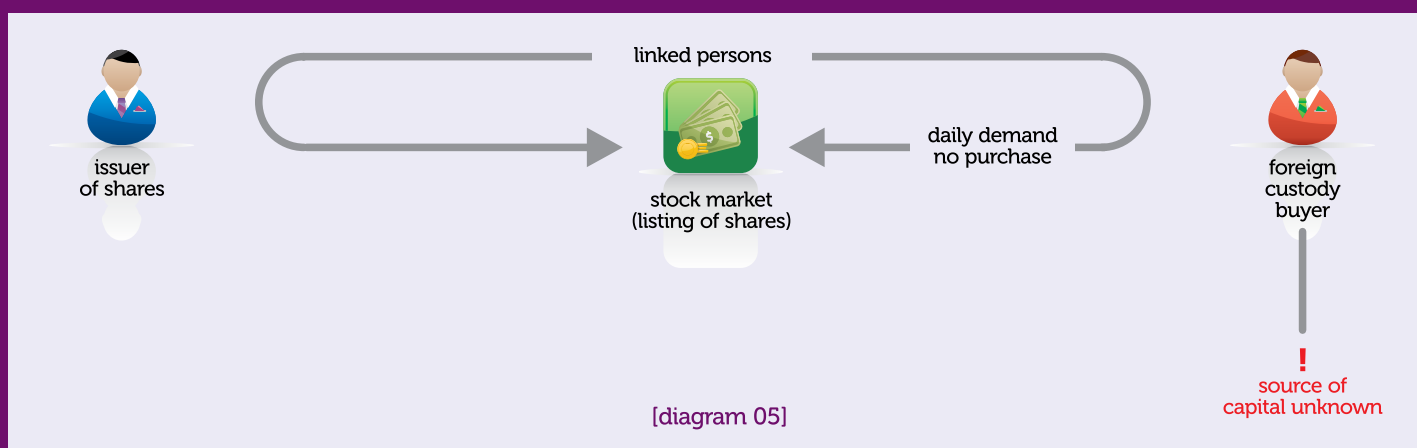 linked persons
issuer
of shares
$
stock market
(listing of shares)
daily demand
no purchase
foreign
custody
buyer
!
source of
capital unknown
[diagram 05]